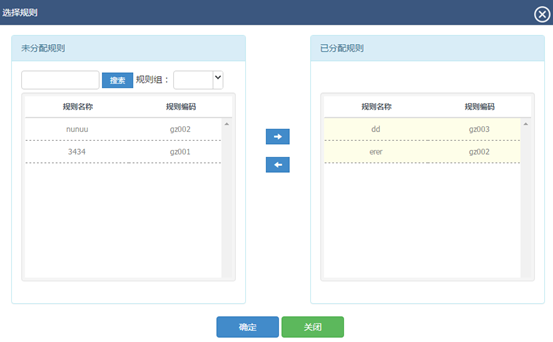 选择规则
未分配规则
搜索 规则组：
规则名称 规则编码
nunuu gz002
3434 gz001
已分配规则
规则名称 规则编码
dd gz003
erer gz002
确定 关闭